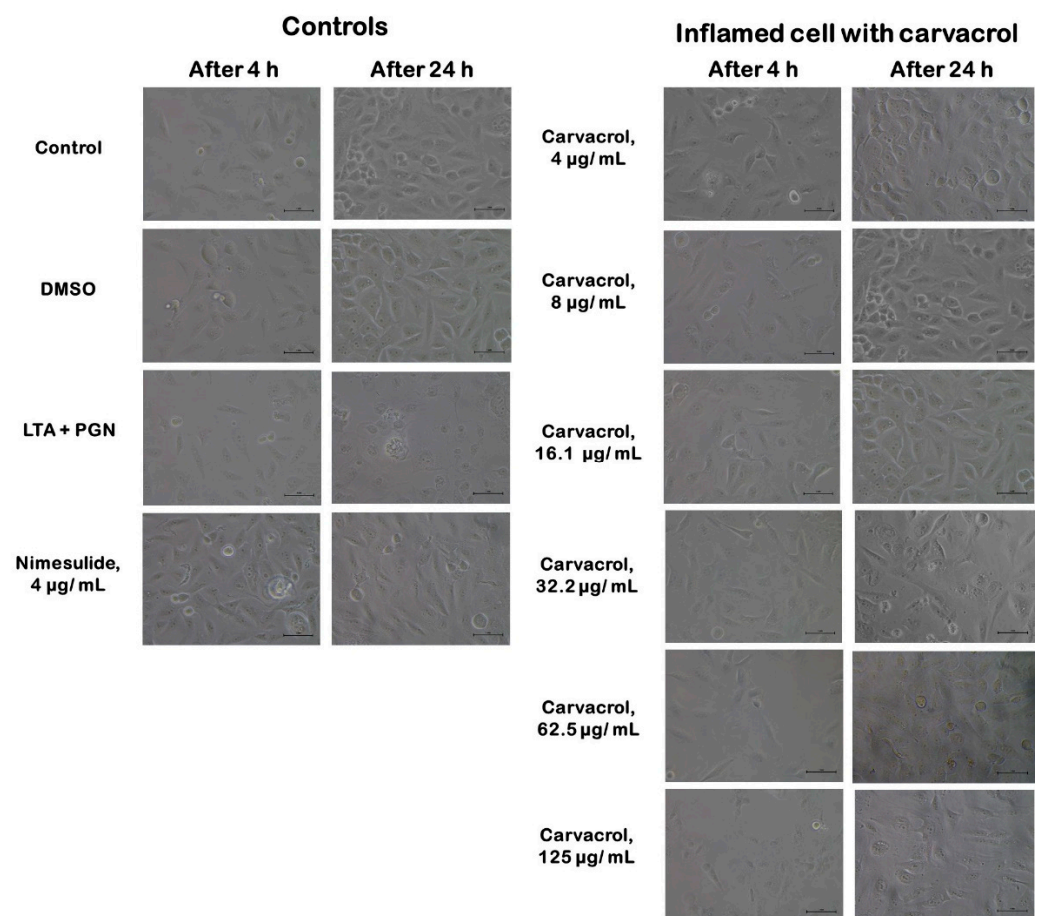 Controls
After 4 h
After 24 h
Control
DMSO
LTA + PGN
Nimesulide,
4 µg/ mL
Inflamed cell with carvacrol
After 4 h
After 24 h
Carvacrol,
4 µg/ mL
Carvacrol,
8 µg/ mL
Carvacrol,
16.1 µg/ mL
Carvacrol,
32.2 µg/ mL
Carvacrol,
62.5 µg/ mL
Carvacrol,
125 µg/ mL